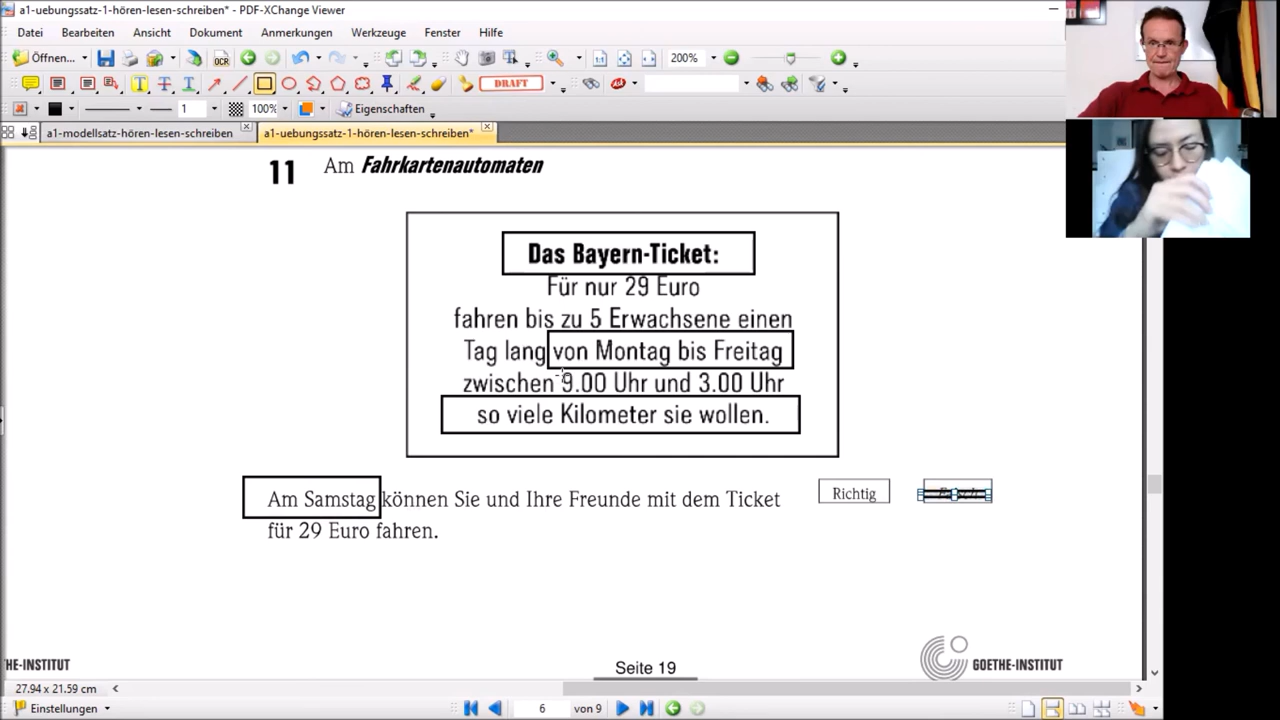 a1-uebungssatz-1-hören-lesen-schreiben* - PDF-XChange Viewer
Datei Bearbeiten Ansicht Dokument Anmerkungen Werkzeuge Fenster Hilfe
Öffnen... OCR 200%
DRAFT
1 100% Eigenschaften
a1-modellsatz-hören-lesen-schreiben a1-uebungssatz-1-hören-lesen-schreiben*
11 Am Fahrkartenautomaten
Das Bayern-Ticket:
Für nur 29 Euro
fahren bis zu 5 Erwachsene einen
Tag lang von Montag bis Freitag
zwischen 9.00 Uhr und 3.00 Uhr
so viele Kilometer sie wollen.
Am Samstag können Sie und Ihre Freunde mit dem Ticket
für 29 Euro fahren.
Richtig
THE-INSTITUT
Seite 19
GOETHE-INSTITUT
27.94 x 21.59 cm
Einstellungen 6 von 9